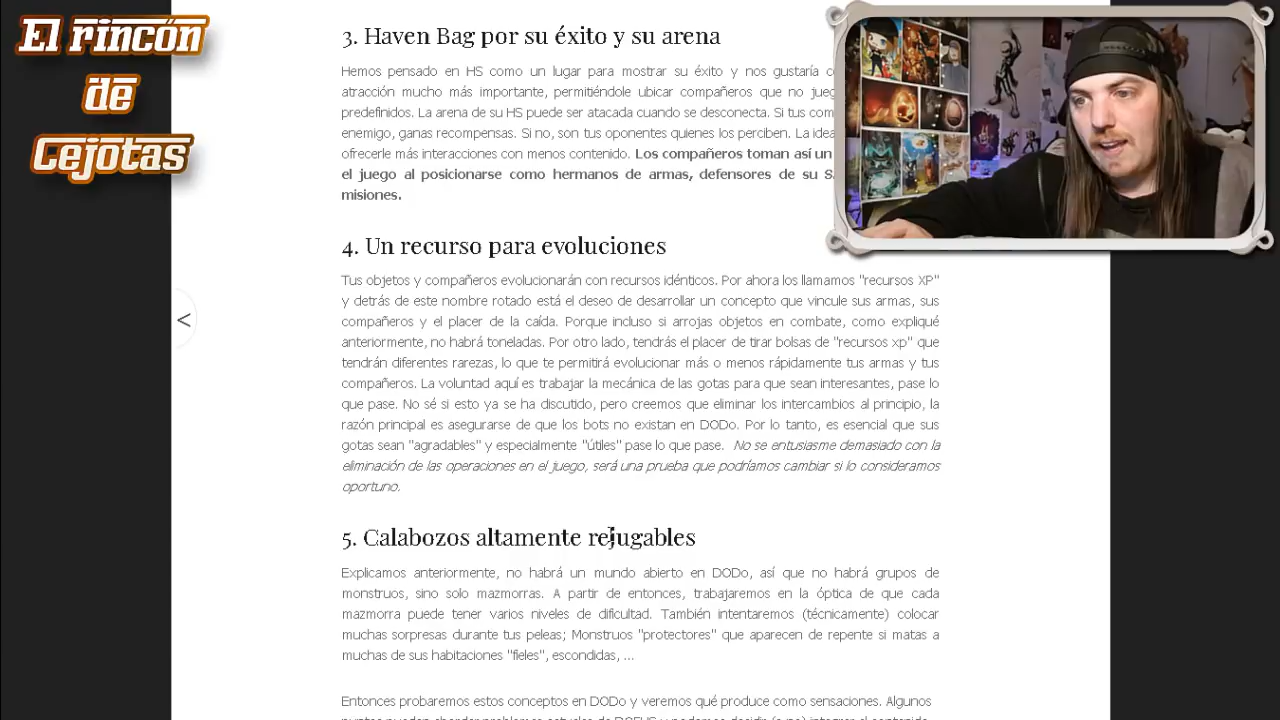 El rincón
de
Cejotas
3. Haven Bag por su éxito y su arena
Hemos pensado en HS como un lugar para mostrar su éxito y nos gustaría
atracción mucho más importante, permitiéndole ubicar compañeros que no
predefinidos. La arena de su HS puede ser atacada cuando se desconecta. Si tus
enemigo, ganas recompensas. Si no, son tus oponentes quienes los perciben. La
ofrecerle más interacciones con menos contenido. Los compañeros toman así un
el juego al posicionarse como hermanos de armas, defensores de su
misiones.
4. Un recurso para evoluciones
Tus objetos y compañeros evolucionarán con recursos idénticos. Por ahora los llamamos "recursos XP"
y detrás de este nombre rotado está el deseo de desarrollar un concepto que vincule sus armas, sus
compañeros y el placer de la caída. Porque incluso si arrojas objetos en combate, como expliqué
anteriormente, no habrá toneladas. Por otro lado, tendrás el placer de tirar bolsas de "recursos xp" que
tendrán diferentes rarezas, lo que te permitirá evolucionar más o menos rápidamente tus armas y tus
compañeros. La voluntad aquí es trabajar la mecánica de las gotas para que sean interesantes, pase lo
que pase. No sé si esto ya se ha discutido, pero creemos que eliminar los intercambios al principio, la
razón principal es asegurarse de que los bots no existan en DODo. Por lo tanto, es esencial que sus
gotas sean "agradables" y especialmente "útiles" pase lo que pase. No se entusiasme demasiado con la
eliminación de las operaciones en el juego, será una prueba que podríamos cambiar si lo consideramos
oportuno.
5. Calabozos altamente rejugables
Explicamos anteriormente, no habrá un mundo abierto en DODo, así que no habrá grupos de
monstruos, sino solo mazmorras. A partir de entonces, trabajaremos en la óptica de que cada
mazmorra puede tener varios niveles de dificultad. También intentaremos (técnicamente) colocar
muchas sorpresas durante tus peleas; Monstruos "protectores" que aparecen de repente si matas a
muchas de sus habitaciones "fieles", escondidas, ...
Entonces probaremos estos conceptos en DODo y veremos qué produce como sensaciones. Algunos